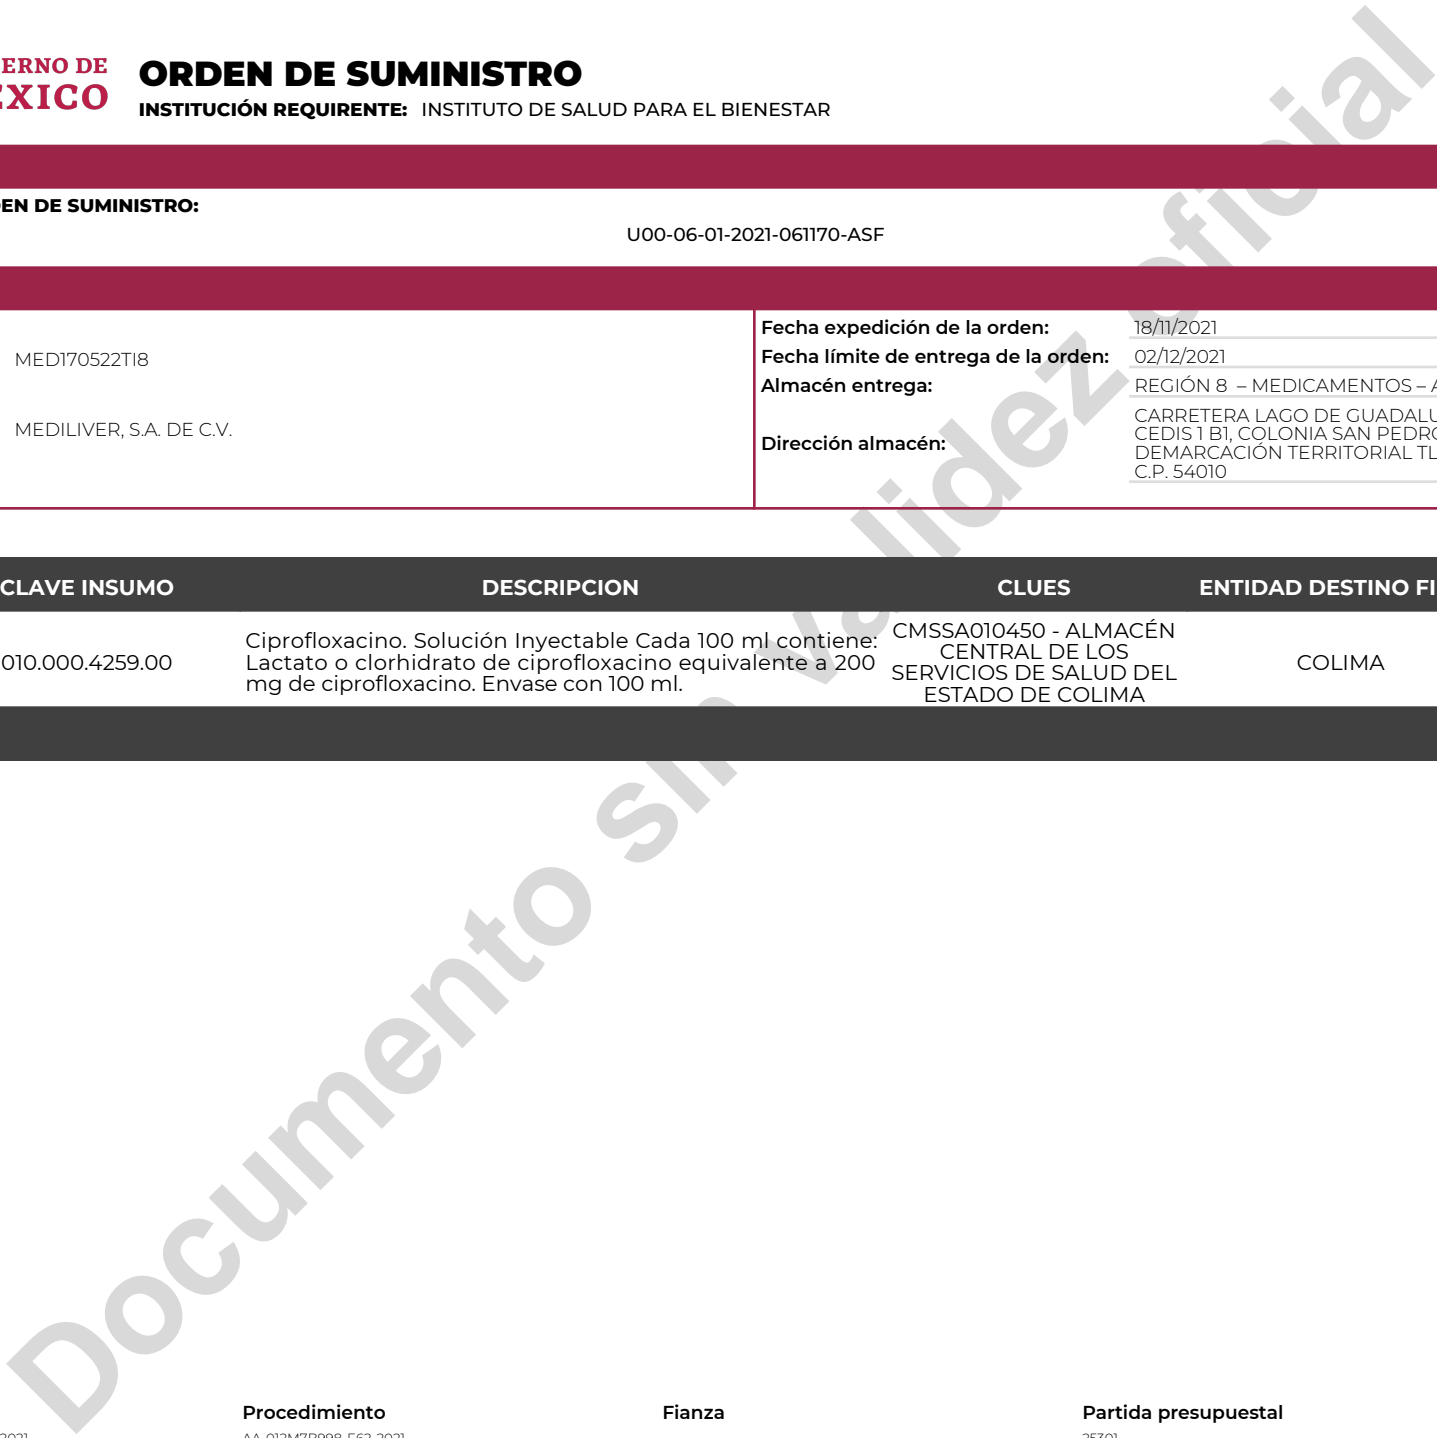 ERNO DE
ÉXICO
ORDEN DE SUMINISTRO
INSTITUCIÓN REQUIRENTE: INSTITUTO DE SALUD PARA EL BIENESTAR
EN DE SUMINISTRO:
U00-06-01-2021-061170-ASF
MED170522TI8
MEDILIVER, S.A. DE C.V.
Fecha expedición de la orden: 18/11/2021
Fecha límite de entrega de la orden: 02/12/2021
Almacén entrega: REGIÓN 8 – MEDICAMENTOS – A
Dirección almacén:
CARRETERA LAGO DE GUADALU
CEDIS 1 B1, COLONIA SAN PEDRO
DEMARCACIÓN TERRITORIAL TL
C.P. 54010
CLAVE INSUMO DESCRIPCION CLUES ENTIDAD DESTINO FI
010.000.4259.00
Ciprofloxacino. Solución Inyectable Cada 100 ml contiene:
Lactato o clorhidrato de ciprofloxacino equivalente a 200
mg de ciprofloxacino. Envase con 100 ml.
CMSSA010450 - ALMACÉN
CENTRAL DE LOS
SERVICIOS DE SALUD DEL
ESTADO DE COLIMA
COLIMA
Documento sin validez oficial
Procedimiento Fianza Partida presupuestal
2021 25301